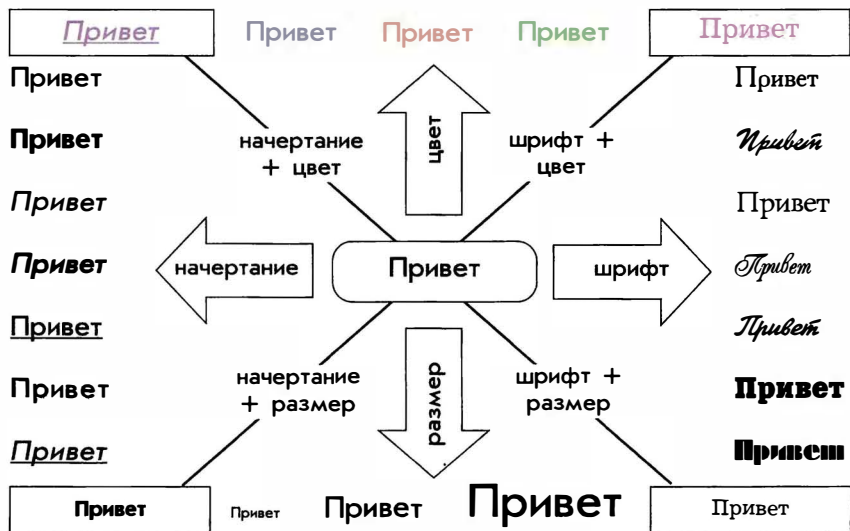 Привет Привет Привет Привет Привет
Привет
Привет
Привет
Привет
Привет
Привет
Привет
начертание
+ цвет
цвет
шрифт +
цвет
начертание
Привет
шрифт
начертание
+ размер
размер
шрифт +
размер
Привет
Привет
Привет
Привет
Привет
Привет
Привет
Привет Привет Привет Привет Привет